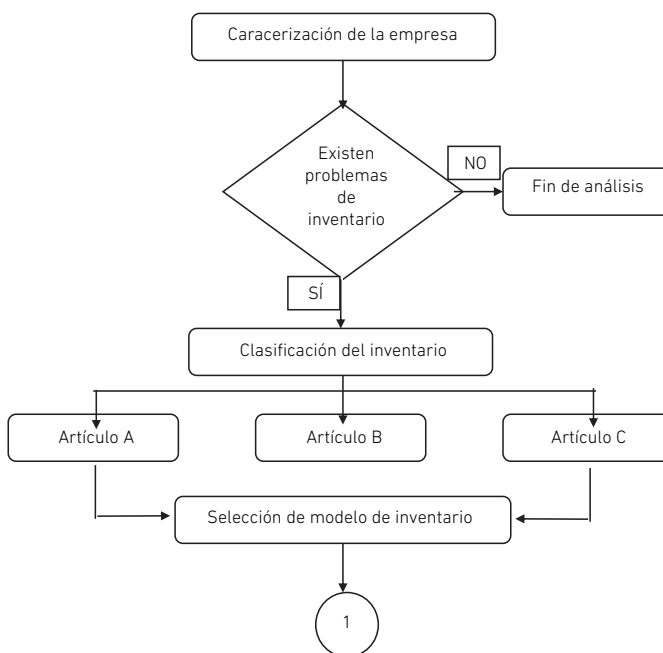 Caracerización de la empresa
Existen
problemas
de
inventario
NO
Fin de análisis
SÍ
Clasificación del inventario
Artículo A
Artículo B
Artículo C
Selección de modelo de inventario
1